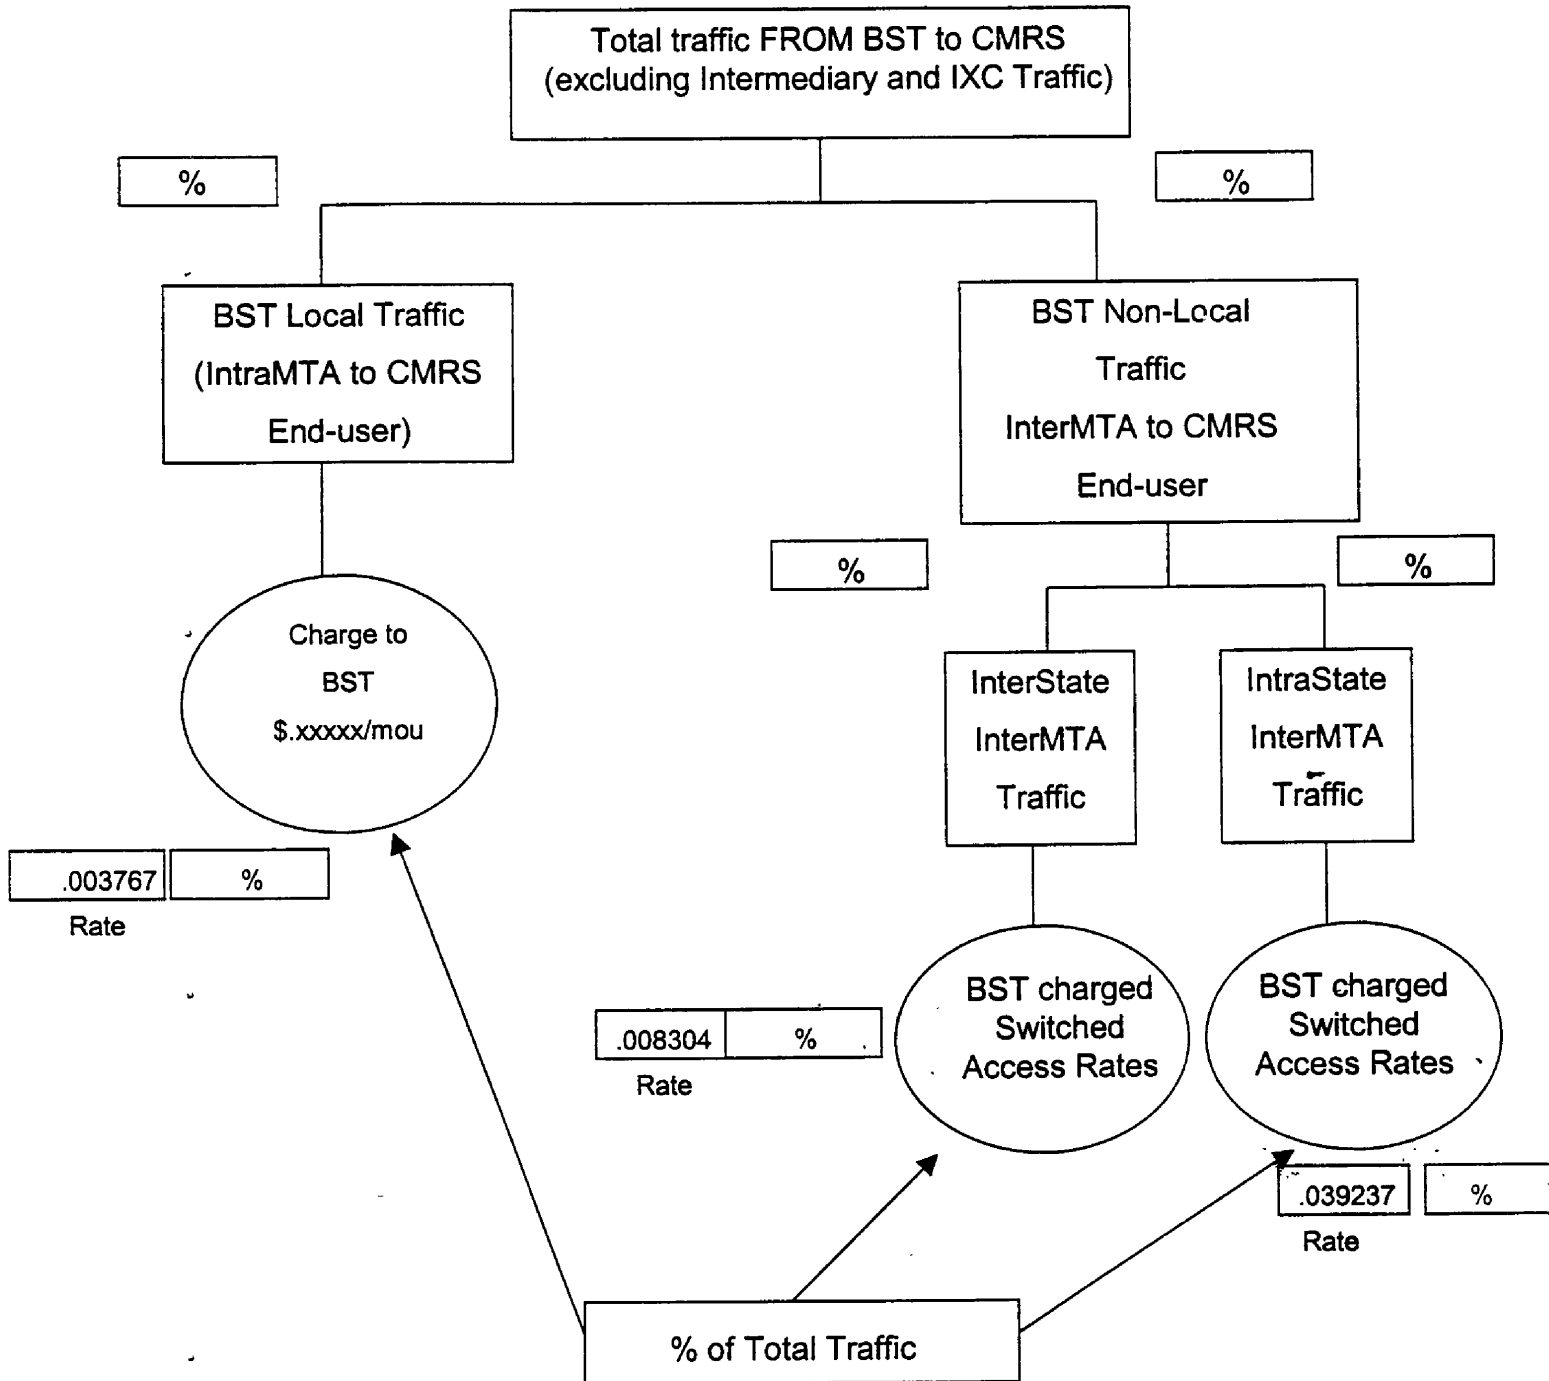 Total traffic FROM BST to CMRS
(excluding Intermediary and IXC Traffic)
%
%
BST Local Traffic
(IntraMTA to CMRS
End-user)
BST Non-Local
Traffic
InterMTA to CMRS
End-user
%
%
Charge to
BST
$.xxxxx/mou
InterState
InterMTA
Traffic
IntraState
InterMTA
Traffic
.003767
%
Rate
BST charged
Switched
Access Rates
BST charged
Switched
Access Rates
.008304
%
Rate
.039237
%
Rate
% of Total Traffic